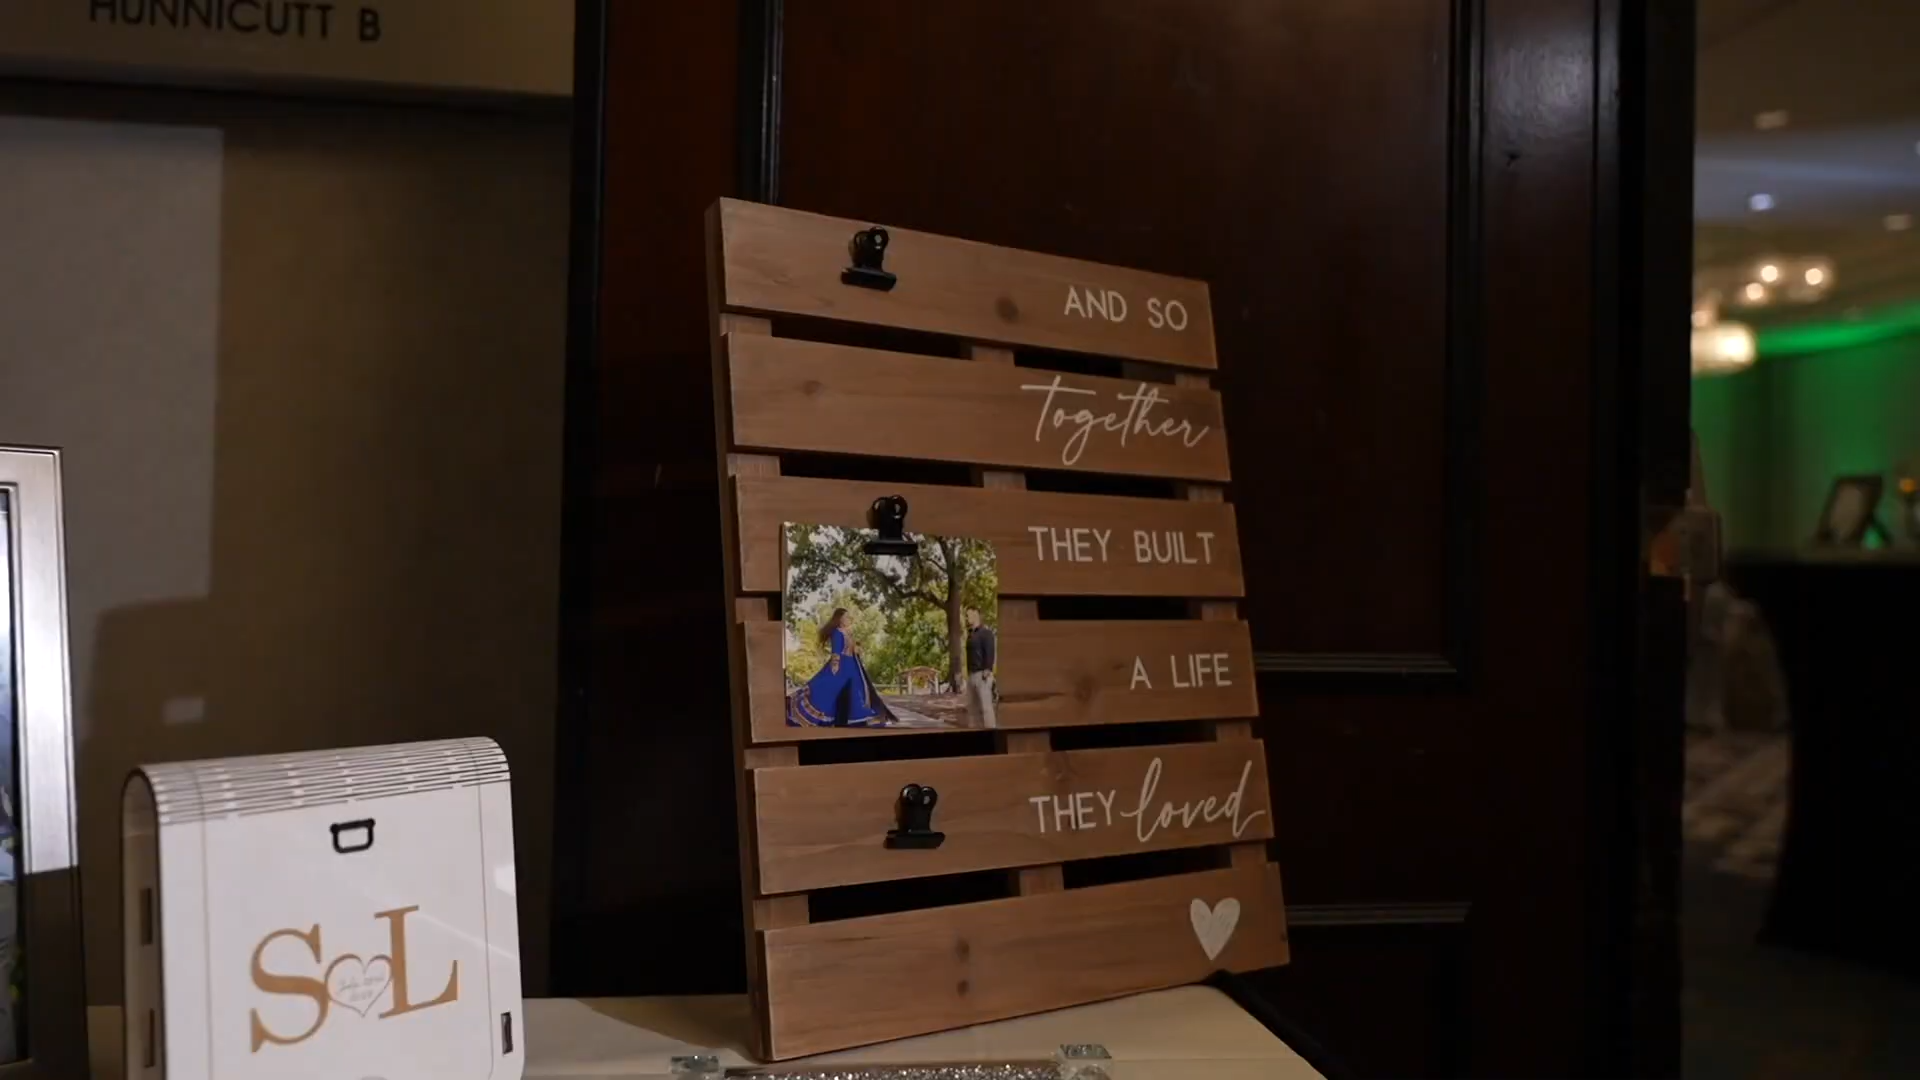 HUNNICUTT B
AND SO
Together
THEY BUILT
A LIFE
THEY loved
S L